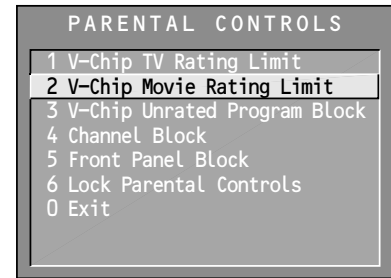 PARENTAL CONTROLS
1 V-Chip TV Rating Limit
2 V-Chip Movie Rating Limit
3 V-Chip Unrated Program Block
4 Channel Block
5 Front Panel Block
6 Lock Parental Controls
0 Exit